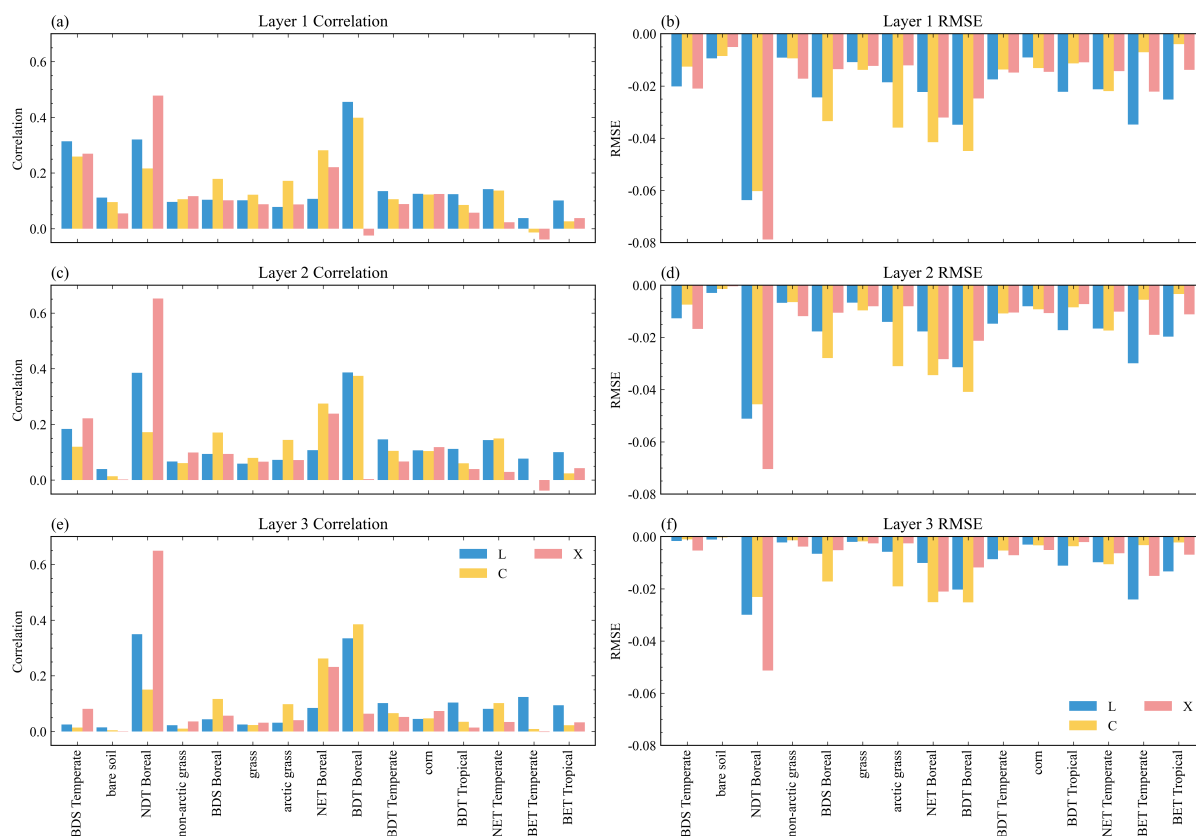 (a) Layer 1 Correlation
0.6
0.4
0.2
0.0
Correlation
(b) Layer 1 RMSE
0.00
-0.02
-0.04
-0.06
-0.08
RMSE
(c) Layer 2 Correlation
0.6
0.4
0.2
0.0
Correlation
(d) Layer 2 RMSE
0.00
-0.02
-0.04
-0.06
-0.08
RMSE
(e) Layer 3 Correlation
0.6
0.4
0.2
0.0
Correlation
L X
C
BDS Temperate
bare soil
NDT Boreal
non-arctic grass
BDS Boreal
grass
arctic grass
NET Boreal
BDT Boreal
BDT Temperate
corn
BDT Tropical
NET Temperate
BET Temperate
BET Tropical
(f) Layer 3 RMSE
0.00
-0.02
-0.04
-0.06
-0.08
RMSE
L X
C
BDS Temperate
bare soil
NDT Boreal
non-arctic grass
BDS Boreal
grass
arctic grass
NET Boreal
BDT Boreal
BDT Temperate
corn
BDT Tropical
NET Temperate
BET Temperate
BET Tropical